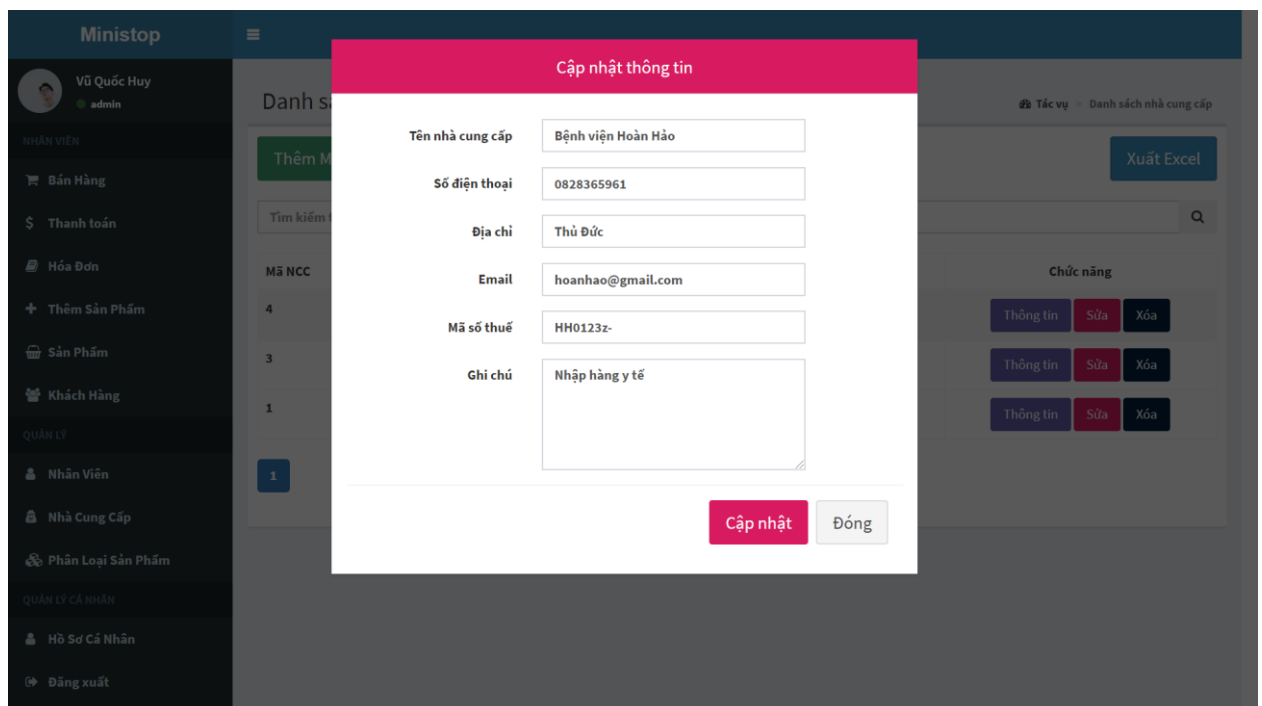 Ministop
Vũ Quốc Huy
admin
NHÂN VIÊN
Bán Hàng
$ Thanh toán
Hóa Đơn
Thêm Sản Phẩm
Sản Phẩm
Khách Hàng
QUẢN LÝ
Nhân Viên
Nhà Cung Cấp
Phân Loại Sản Phẩm
QUẢN LÝ CÁ NHÂN
Hồ Sơ Cá Nhân
Đăng xuất
Danh
Tác vụ
Danh sách nhà cung cấp
Thêm
Xuất Excel
Tìm kiếm
Mã NCC
Chức năng
4
Thông tin Sửa Xóa
3
Thông tin Sửa Xóa
1
Thông tin Sửa Xóa
1
Cập nhật thông tin
Tên nhà cung cấp Bệnh viện Hoàn Hảo
Số điện thoại 0828365961
Địa chỉ Thủ Đức
Email hoanhao@gmail.com
Mã số thuế HH0123z-
Ghi chú Nhập hàng y tế
Cập nhật Đóng